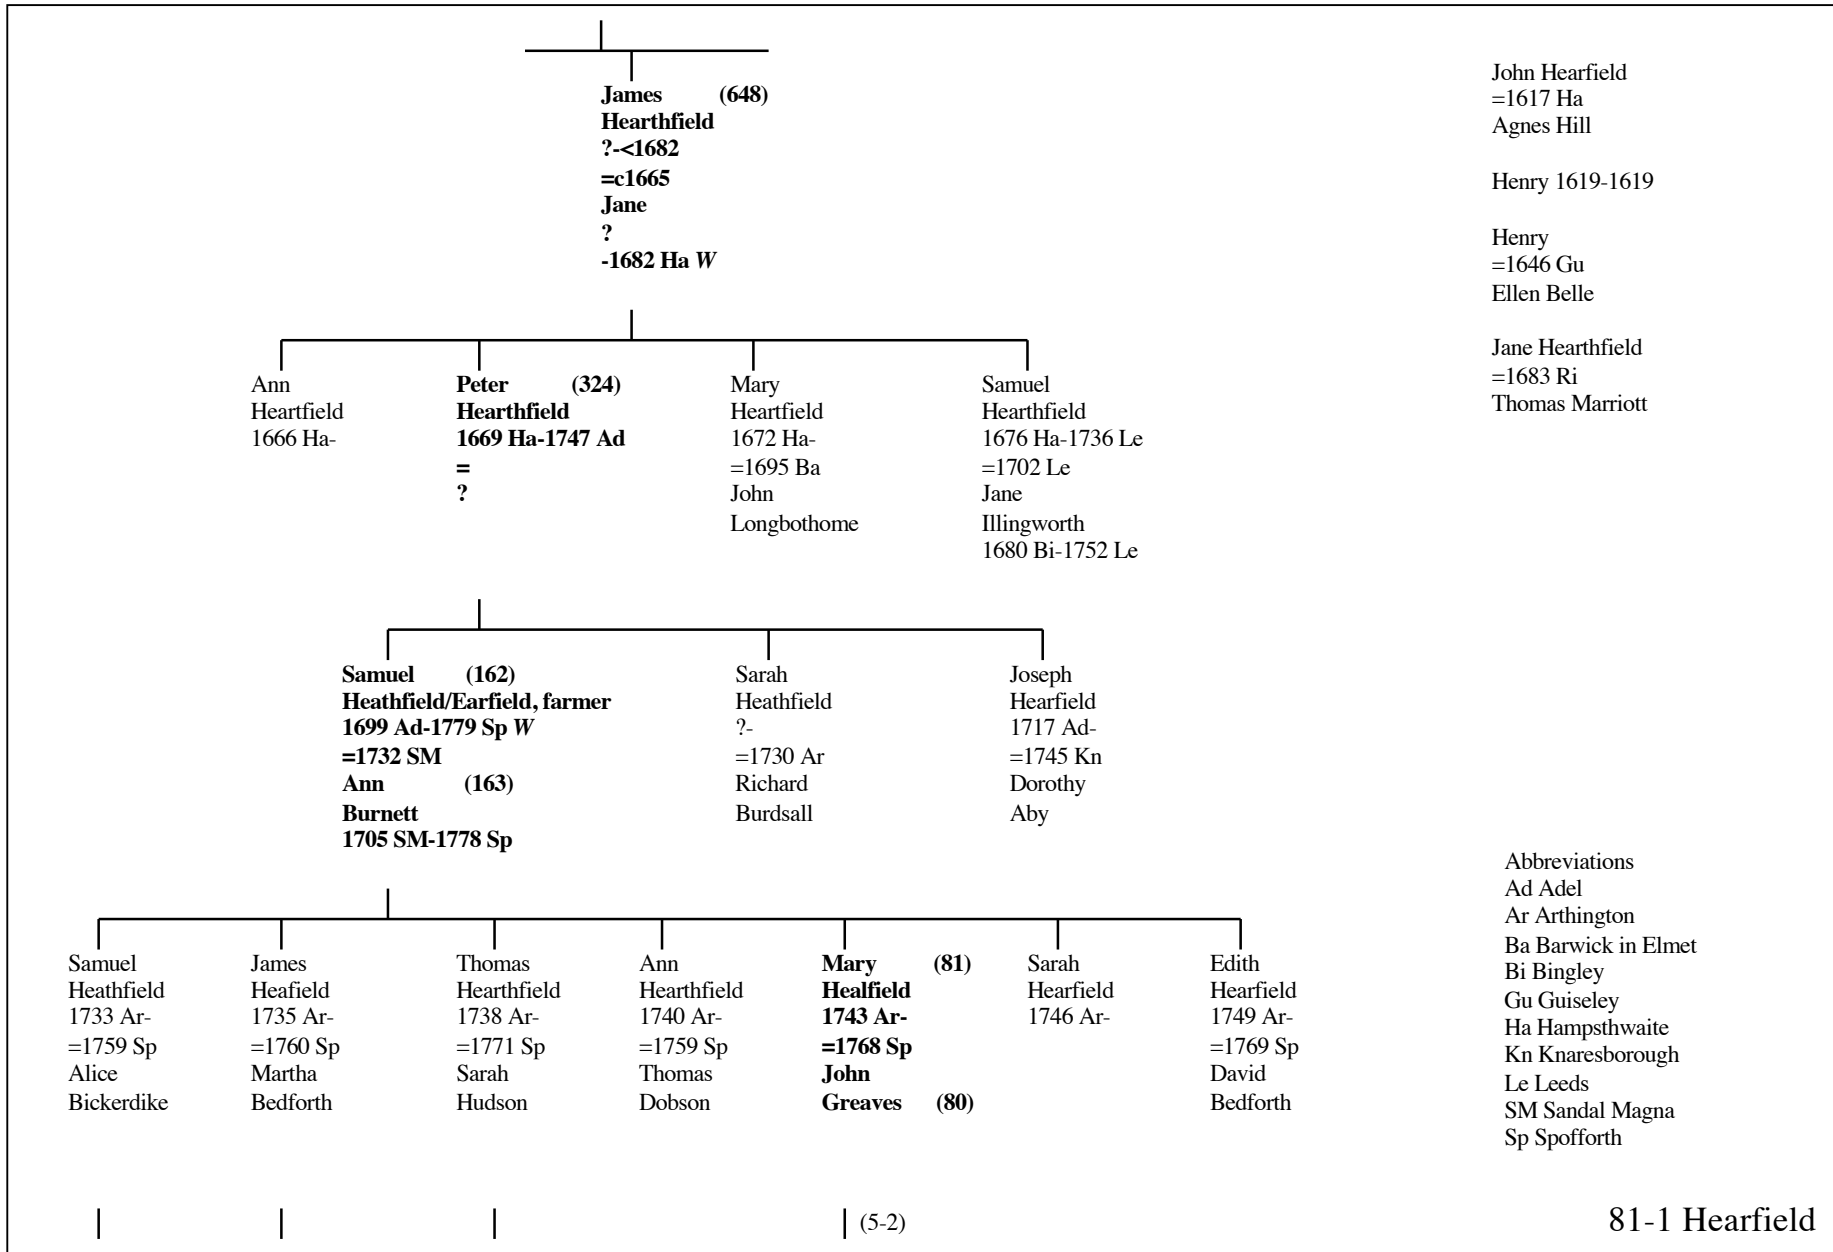 James (648)
Hearthfield
?-<1682
=c1665
Jane
?
-1682 Ha W
John Hearfield
=1617 Ha
Agnes Hill
Henry 1619-1619
Henry
=1646 Gu
Ellen Belle
Jane Hearthfield
=1683 Ri
Thomas Marriott
Ann
Heartfield
1666 Ha-
Peter (324)
Hearthfield
1669 Ha-1747 Ad
=
?
Mary
Heartfield
1672 Ha-
=1695 Ba
John
Longbothome
Samuel
Hearthfield
1676 Ha-1736 Le
=1702 Le
Jane
Illingworth
1680 Bi-1752 Le
Samuel (162)
Heathfield/Earfield, farmer
1699 Ad-1779 Sp W
=1732 SM
Ann (163)
Burnett
1705 SM-1778 Sp
Sarah
Heathfield
?-
=1730 Ar
Richard
Burdsall
Joseph
Hearfield
1717 Ad-
=1745 Kn
Dorothy
Aby
Samuel
Heathfield
1733 Ar-
=1759 Sp
Alice
Bickerdike
James
Heafield
1735 Ar-
=1760 Sp
Martha
Bedforth
Thomas
Hearthfield
1738 Ar-
=1771 Sp
Sarah
Hudson
Ann
Hearthfield
1740 Ar-
=1759 Sp
Thomas
Dobson
Mary (81)
Healfield
1743 Ar-
=1768 Sp
John
Greaves (80)
Sarah
Hearfield
1746 Ar-
Edith
Hearfield
1749 Ar-
=1769 Sp
David
Bedforth
Abbreviations
Ad Adel
Ar Arthington
Ba Barwick in Elmet
Bi Bingley
Gu Guiseley
Ha Hampsthwaite
Kn Knaresborough
Le Leeds
SM Sandal Magna
Sp Spofforth
(5-2)
81-1 Hearfield